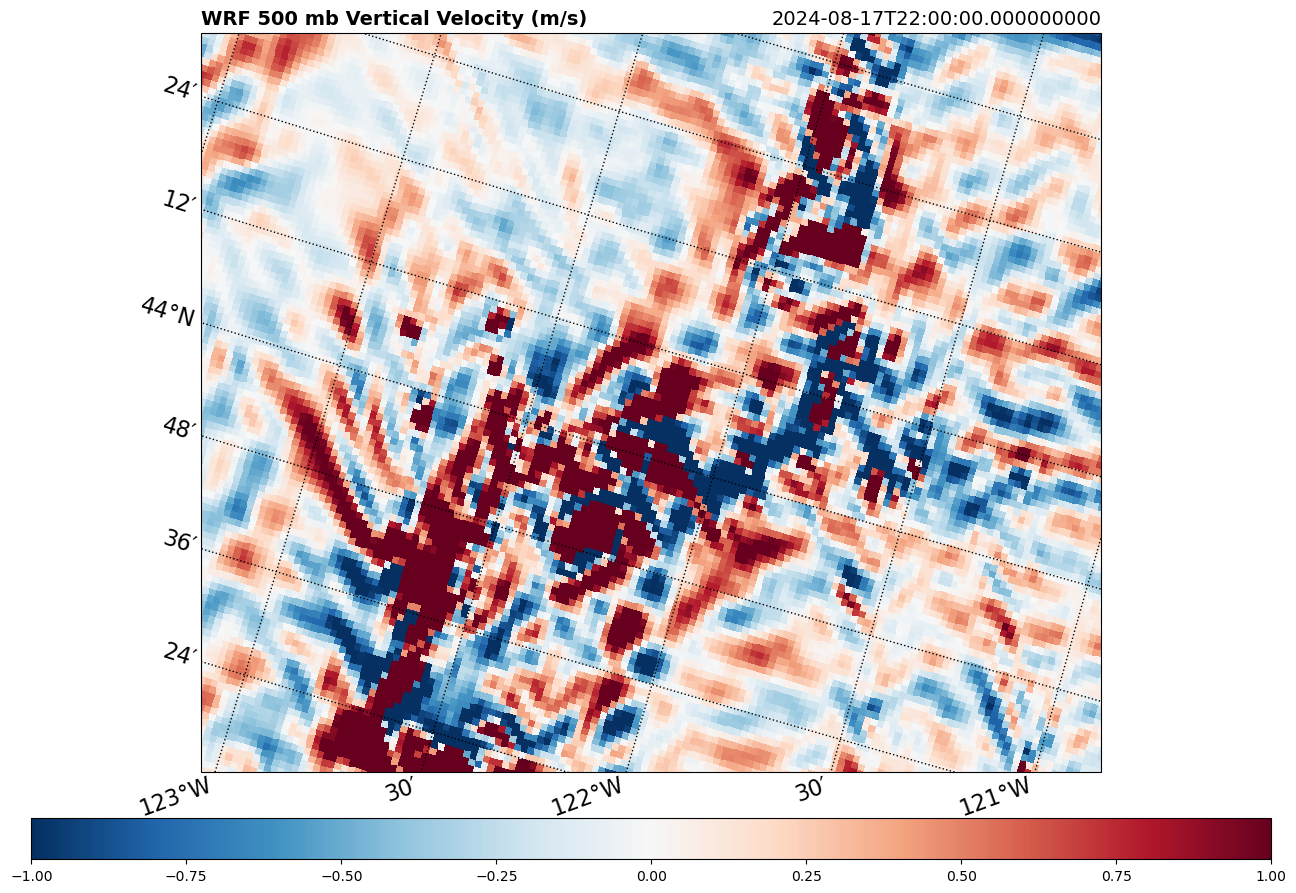 WRF 500 mb Vertical Velocity (m/s) 2024-08-17T22:00:00.000000000
24′
12′
44°N
48′
36′
24′
123°W 30′ 122°W 30′ 121°W
−1.00 −0.75 −0.50 −0.25 0.00 0.25 0.50 0.75 1.00